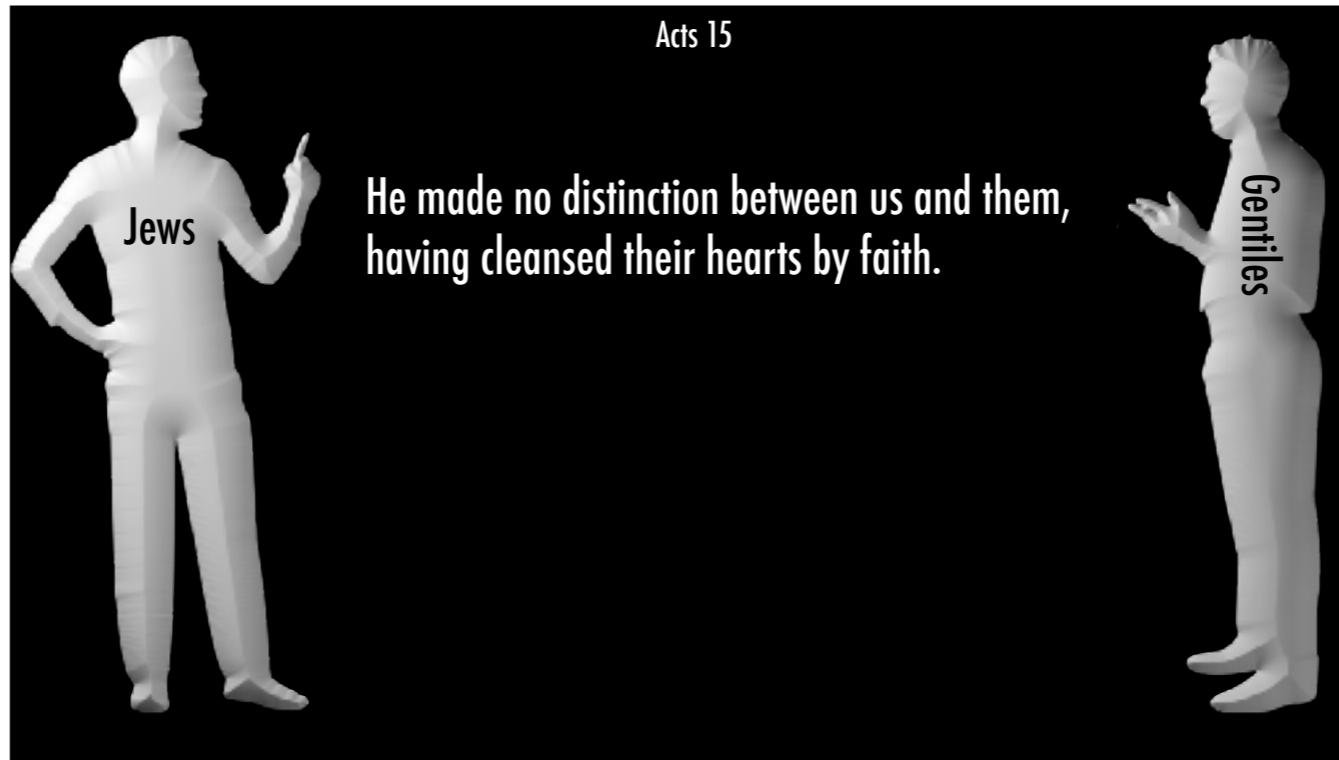 Acts 15
Jews
He made no distinction between us and them,
having cleansed their hearts by faith.
Gentiles